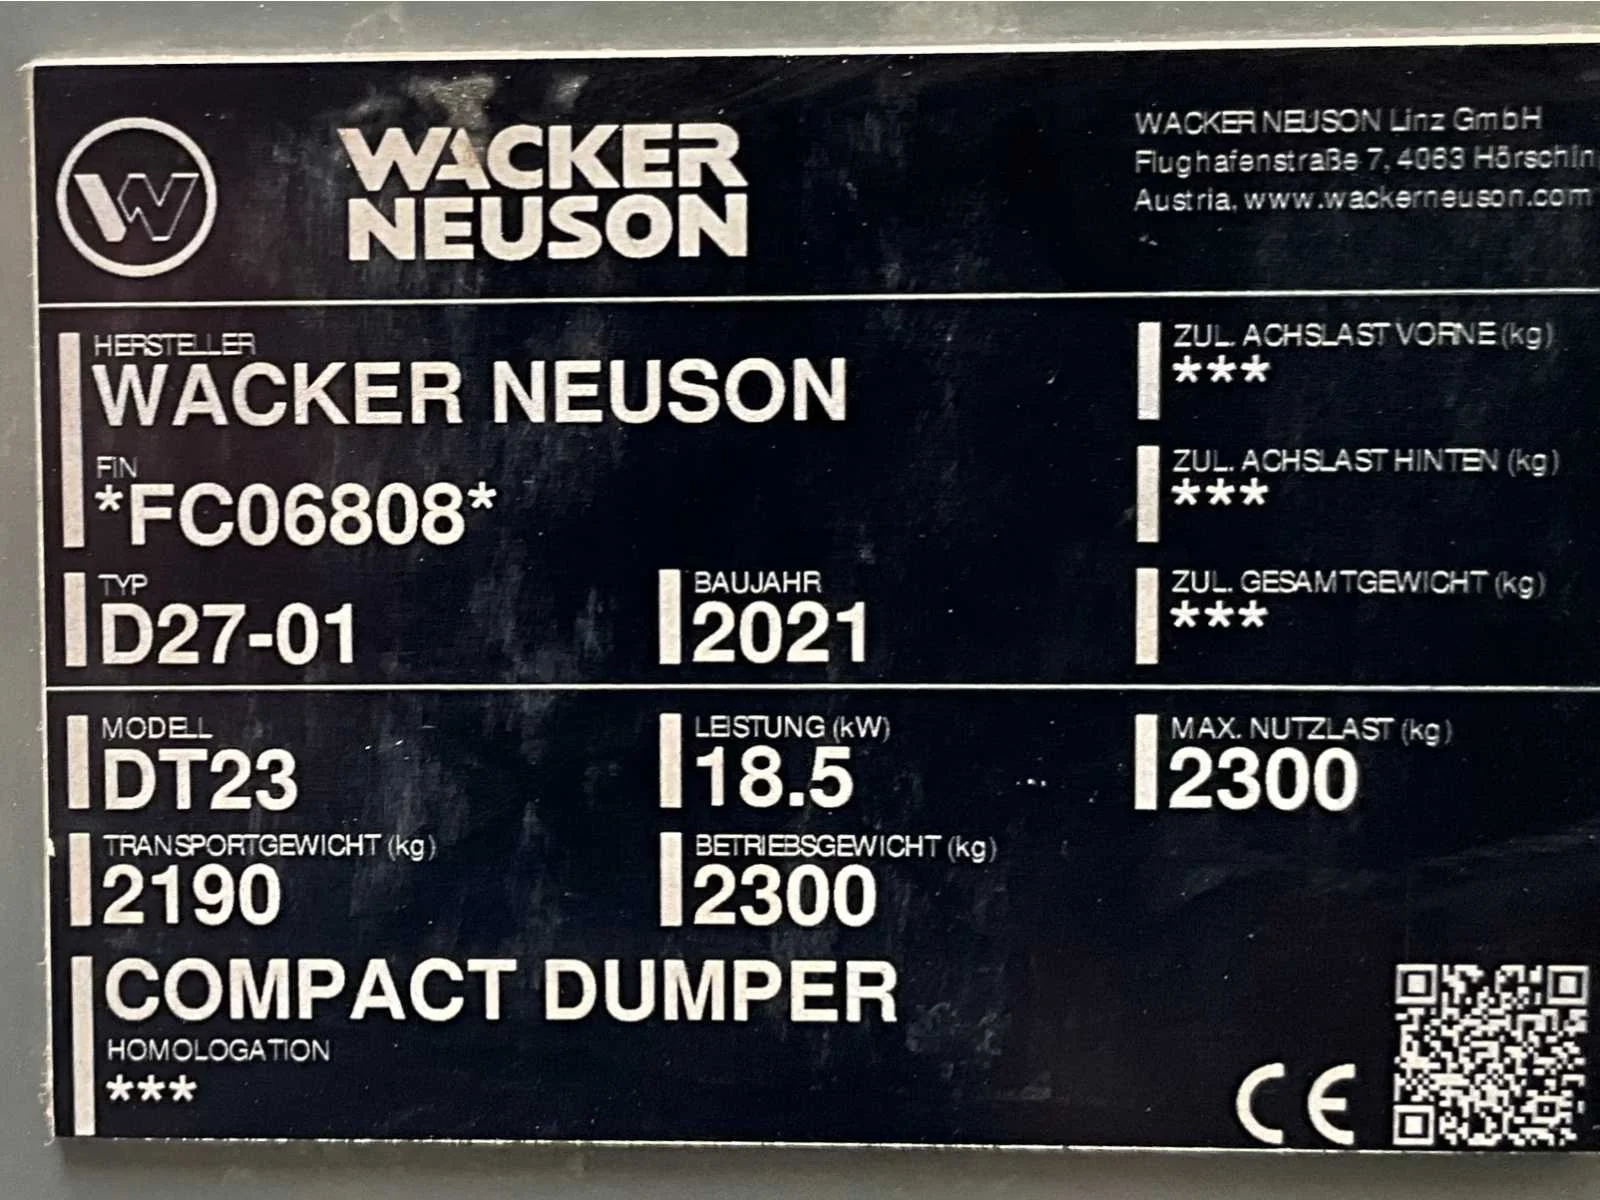 WACKER
NEUSON
WACKER NEUSON Linz GmbH
Flughafenstraße 7, 4063 Hörschin
Austria, www.wackerneuson.com
HERSTELLER
WACKER NEUSON
FIN
*FC06808*
TYP
D27-01
BAUJAHR
2021
ZUL. ACHSLAST VORNE (kg)
***
ZUL. ACHSLAST HINTEN (kg)
***
ZUL. GESAMTGEWICHT (kg)
***
MODELL
DT23
LEISTUNG (kW)
18.5
MAX. NUTZLAST (kg)
2300
TRANSPORTGEWICHT (kg)
2190
BETRIEBSGEWICHT (kg)
2300
COMPACT DUMPER
HOMOLOGATION
***
CE